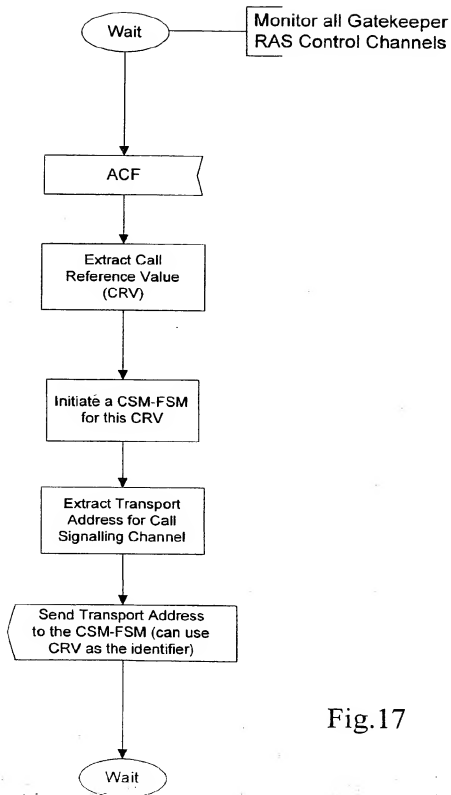 Wait
Monitor all Gatekeeper
RAS Control Channels
ACF
Extract Call
Reference Value
(CRV)
Initiate a CSM-FSM
for this CRV
Extract Transport
Address for Call
Signalling Channel
Send Transport Address
to the CSM-FSM (can use
CRV as the identifier)
Fig.17
Wait